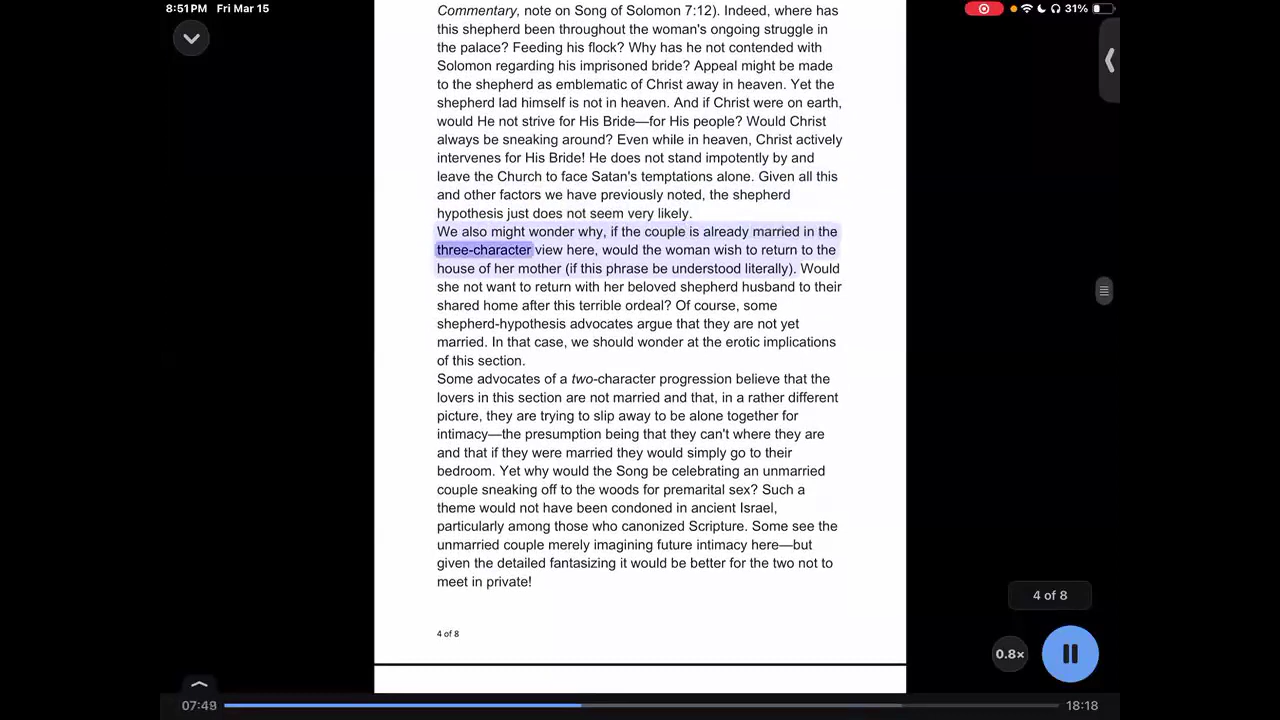 8:51 PM Fri Mar 15
31%
Commentary, note on Song of Solomon 7:12). Indeed, where has
this shepherd been throughout the woman's ongoing struggle in
the palace? Feeding his flock? Why has he not contended with
Solomon regarding his imprisoned bride? Appeal might be made
to the shepherd as emblematic of Christ away in heaven. Yet the
shepherd lad himself is not in heaven. And if Christ were on earth,
would He not strive for His Bride—for His people? Would Christ
always be sneaking around? Even while in heaven, Christ actively
intervenes for His Bride! He does not stand impotently by and
leave the Church to face Satan's temptations alone. Given all this
and other factors we have previously noted, the shepherd
hypothesis just does not seem very likely.
We also might wonder why, if the couple is already married in the
three-character view here, would the woman wish to return to the
house of her mother (if this phrase be understood literally). Would
she not want to return with her beloved shepherd husband to their
shared home after this terrible ordeal? Of course, some
shepherd-hypothesis advocates argue that they are not yet
married. In that case, we should wonder at the erotic implications
of this section.
Some advocates of a two-character progression believe that the
lovers in this section are not married and that, in a rather different
picture, they are trying to slip away to be alone together for
intimacy—the presumption being that they can't where they are
and that if they were married they would simply go to their
bedroom. Yet why would the Song be celebrating an unmarried
couple sneaking off to the woods for premarital sex? Such a
theme would not have been condoned in ancient Israel,
particularly among those who canonized Scripture. Some see the
unmarried couple merely imagining future intimacy here—but
given the detailed fantasizing it would be better for the two not to
meet in private!
4 of 8
4 of 8
0.8×
07:49
18:18